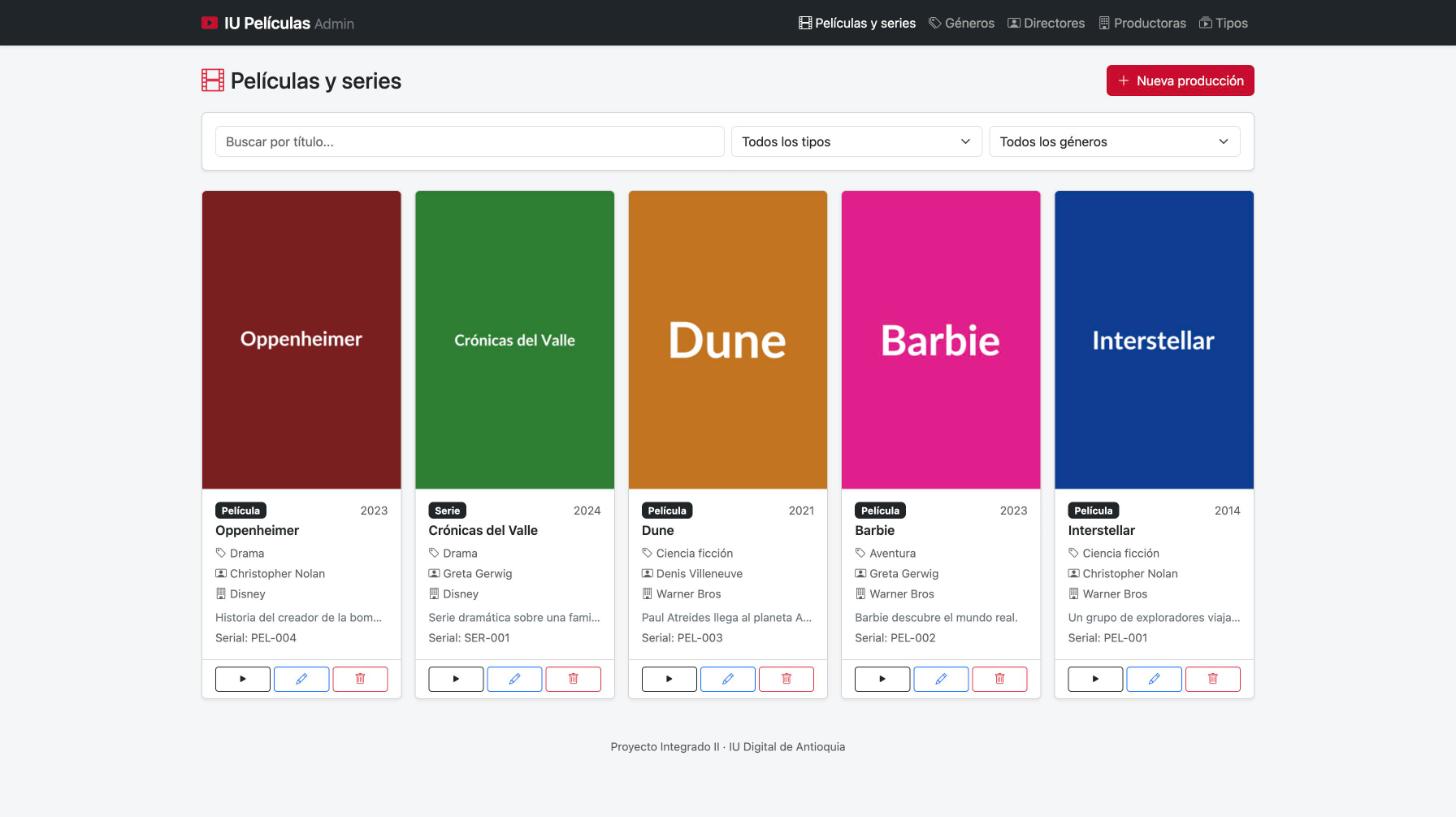 IU Películas Admin
Películas y series
Géneros
Directores
Productoras
Tipos
Películas y series
Nueva producción
Buscar por título...
Todos los tipos
Todos los géneros
Oppenheimer
Película 2023
Oppenheimer
Drama
Christopher Nolan
Disney
Historia del creador de la bom...
Serial: PEL-004
Crónicas del Valle
Serie 2024
Crónicas del Valle
Drama
Greta Gerwig
Disney
Serie dramática sobre una fami...
Serial: SER-001
Dune
Película 2021
Dune
Ciencia ficción
Denis Villeneuve
Warner Bros
Paul Atreides llega al planeta A...
Serial: PEL-003
Barbie
Película 2023
Barbie
Aventura
Greta Gerwig
Warner Bros
Barbie descubre el mundo real.
Serial: PEL-002
Interstellar
Película 2014
Interstellar
Ciencia ficción
Christopher Nolan
Warner Bros
Un grupo de exploradores viaja...
Serial: PEL-001
Proyecto Integrado II · IU Digital de Antioquia